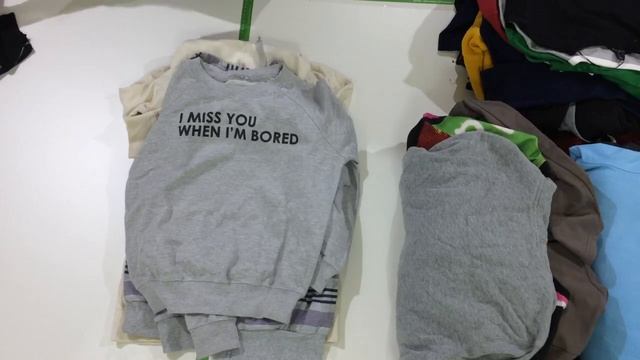 I MISS YOU
WHEN I'M BORED